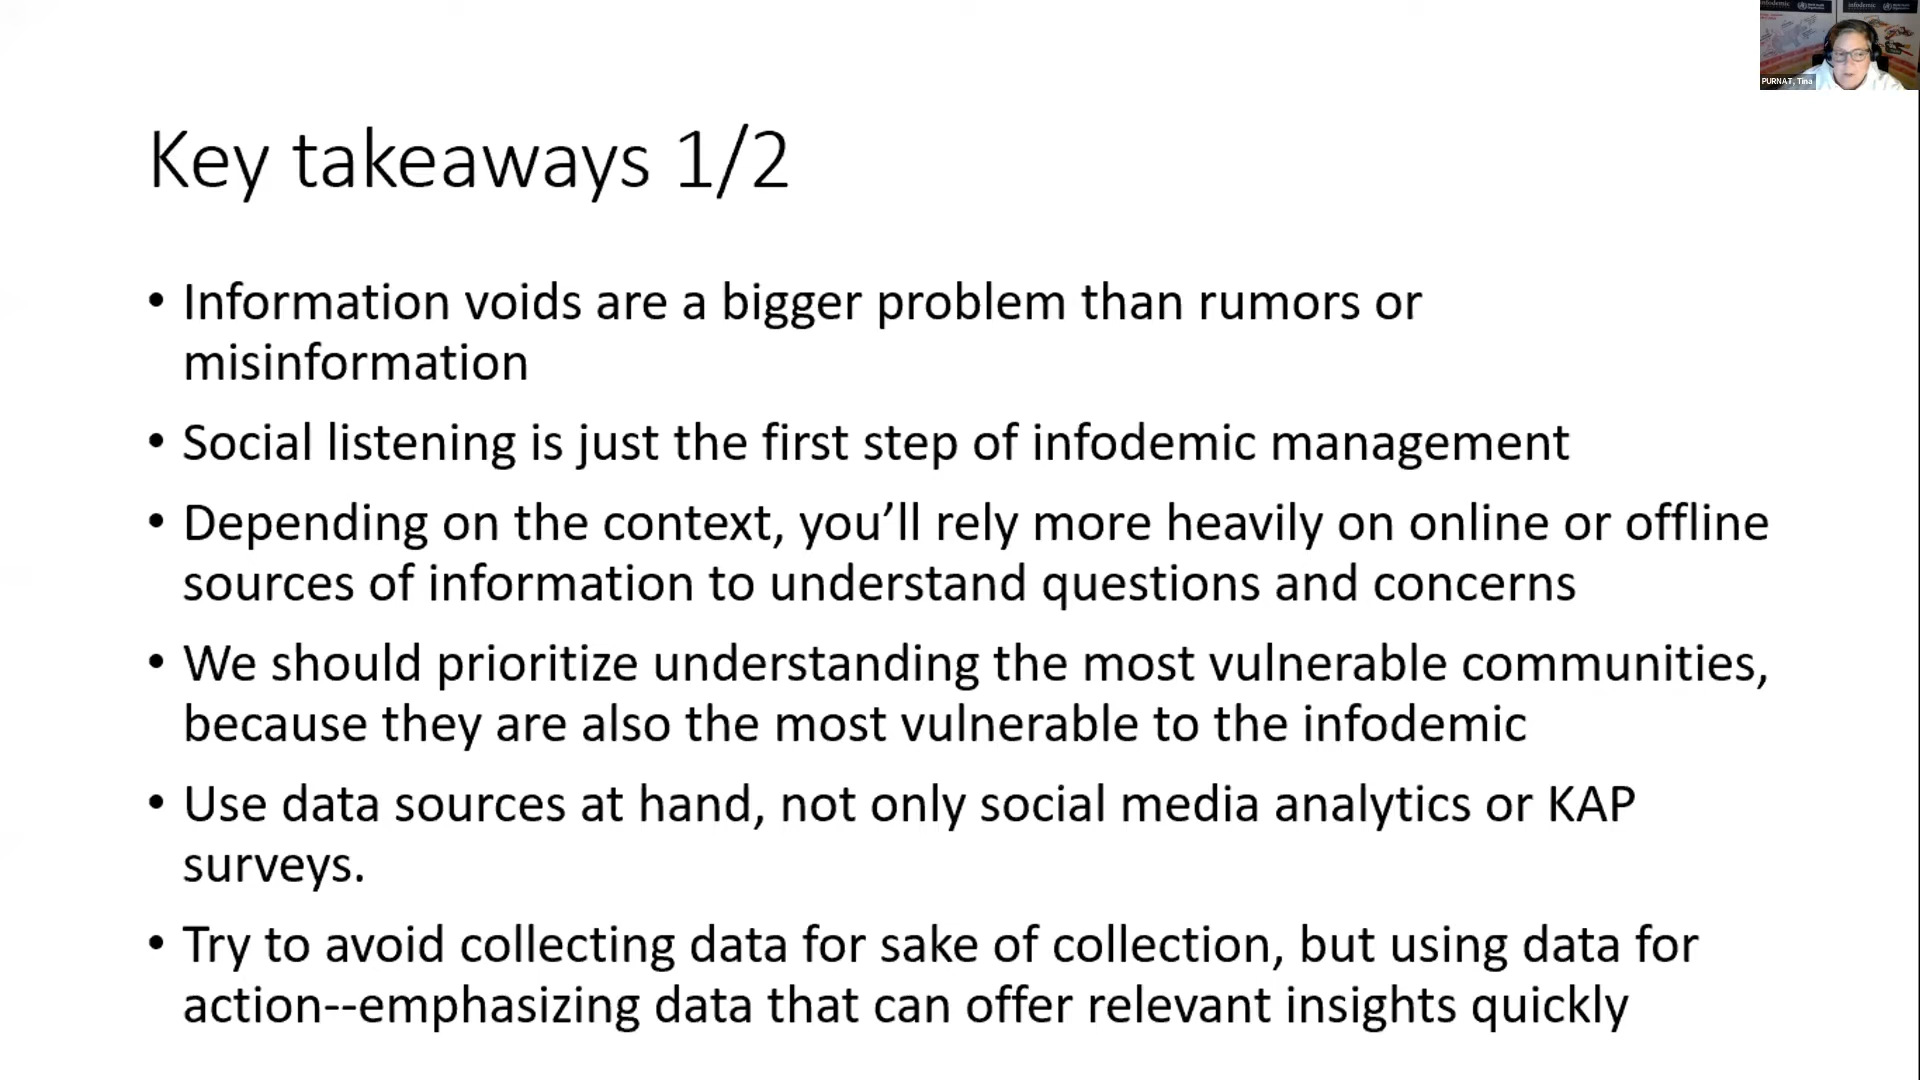 infodemic
infodemic
PURNAT, Tina
Key takeaways 1/2
• Information voids are a bigger problem than rumors or
misinformation
• Social listening is just the first step of infodemic management
• Depending on the context, you’ll rely more heavily on online or offline
sources of information to understand questions and concerns
• We should prioritize understanding the most vulnerable communities,
because they are also the most vulnerable to the infodemic
• Use data sources at hand, not only social media analytics or KAP
surveys.
• Try to avoid collecting data for sake of collection, but using data for
action--emphasizing data that can offer relevant insights quickly